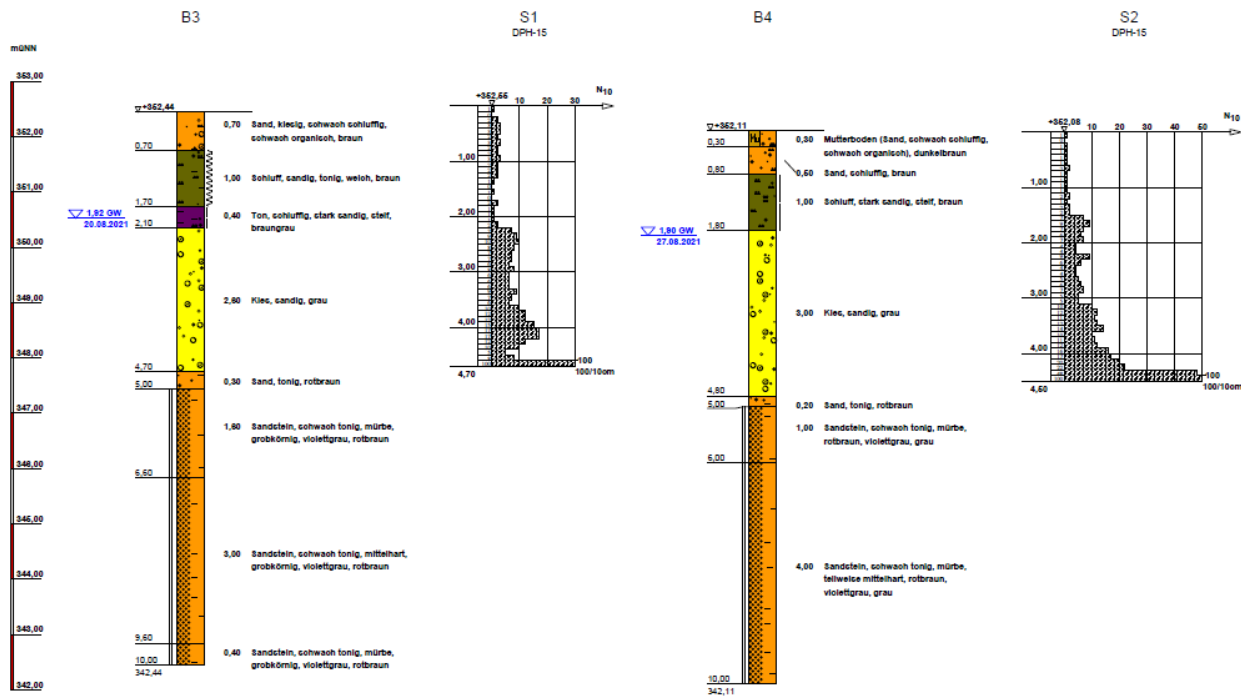 B3
S1
DPH-15
B4
S2
DPH-15
müNN
353,00
352,00
351,00
350,00
349,00
348,00
347,00
346,00
345,00
344,00
343,00
342,00
+352,44
0,70 Sand, kiesig, schwach schluffig,
schwach organisch, braun
0,70
1,00 Schluff, sandig, tonig, weich, braun
1,70
0,40 Ton, schluffig, stark sandig, steif,
braungrau
1,92 GW
20.08.2021
2,10
2,60 Kies, sandig, grau
4,70
0,30 Sand, tonig, rotbraun
5,00
1,60 Sandstein, schwach tonig, mürbe,
grobkörnig, violettgrau, rotbraun
6,60
3,00 Sandstein, schwach tonig, mittelhart,
grobkörnig, violettgrau, rotbraun
9,60
0,40 Sandstein, schwach tonig, mürbe,
grobkörnig, violettgrau, rotbraun
10,00
342,44
+352,55
10 20 30
N10
1,00
2,00
3,00
4,00
4,70
100
100/10cm
+352,11
Mu
0,30 Mutterboden (Sand, schwach schluffig,
schwach organisch), dunkelbraun
0,30
0,50 Sand, schluffig, braun
0,80
1,00 Schluff, stark sandig, steif, braun
1,80
1,90 GW
27.08.2021
3,00 Kies, sandig, grau
4,80
0,20 Sand, tonig, rotbraun
5,00
1,00 Sandstein, schwach tonig, mürbe,
rotbraun, violettgrau, grau
6,00
4,00 Sandstein, schwach tonig, mürbe,
teilweise mittelhart, rotbraun,
violettgrau, grau
10,00
342,11
+352,08
10 20 30 40 50
N10
1,00
2,00
3,00
4,00
4,50
100
100/10cm